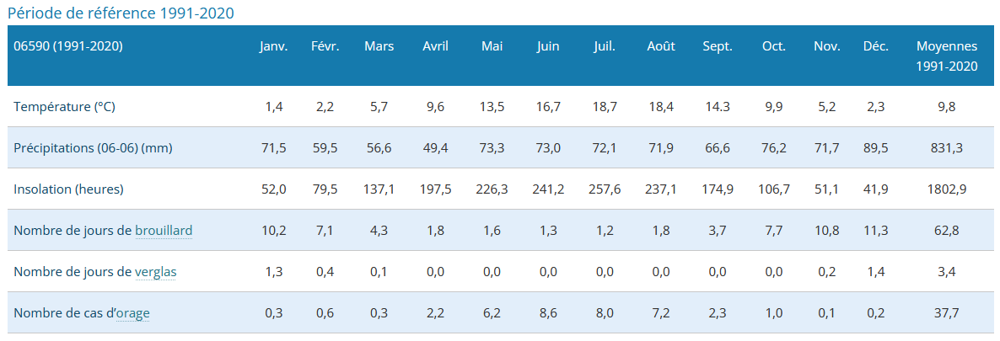 Période de référence 1991-2020
06590 (1991-2020) Janv. Févr. Mars Avril Mai Juin Juil. Août Sept. Oct. Nov. Déc. Moyennes 1991-2020
Température (°C) 1,4 2,2 5,7 9,6 13,5 16,7 18,7 18,4 14.3 9,9 5,2 2,3 9,8
Précipitations (06-06) (mm) 71,5 59,5 56,6 49,4 73,3 73,0 72,1 71,9 66,6 76,2 71,7 89,5 831,3
Insolation (heures) 52,0 79,5 137,1 197,5 226,3 241,2 257,6 237,1 174,9 106,7 51,1 41,9 1802,9
Nombre de jours de brouillard 10,2 7,1 4,3 1,8 1,6 1,3 1,2 1,8 3,7 7,7 10,8 11,3 62,8
Nombre de jours de verglas 1,3 0,4 0,1 0,0 0,0 0,0 0,0 0,0 0,0 0,0 0,2 1,4 3,4
Nombre de cas d'orage 0,3 0,6 0,3 2,2 6,2 8,6 8,0 7,2 2,3 1,0 0,1 0,2 37,7